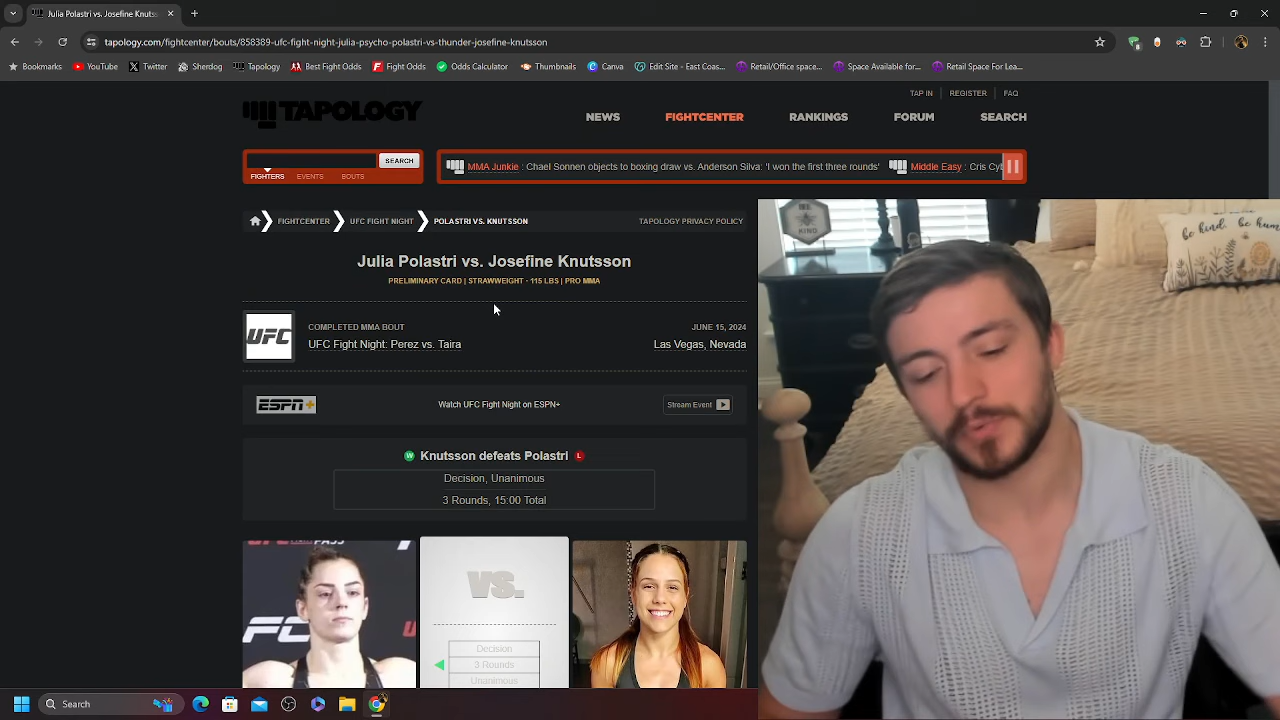 Julia Polastri vs. Josefine Knutss
tapology.com/fightcenter/bouts/858389-ufc-fight-night-julia-psycho-polastri-vs-thunder-josefine-knutsson
Bookmarks YouTube Twitter Sherdog Tapology Best Fight Odds Fight Odds Odds Calculator Thumbnails Canva Edit Site - East Coas... Retail/Office space... Space Available for... Retail Space For Lea...
TAP IN | REGISTER | FAQ
TAPOLOGY
NEWS FIGHTCENTER RANKINGS FORUM SEARCH
SEARCH
FIGHTERS EVENTS BOUTS
MMA Junkie : Chael Sonnen objects to boxing draw vs. Anderson Silva: 'I won the first three rounds' Middle Easy : Cris Cyb
FIGHTCENTER UFC FIGHT NIGHT POLASTRI VS. KNUTSSON TAPOLOGY PRIVACY POLICY
Julia Polastri vs. Josefine Knutsson
PRELIMINARY CARD | STRAWWEIGHT · 115 LBS | PRO MMA
UFC
COMPLETED MMA BOUT JUNE 15, 2024
UFC Fight Night: Perez vs. Taira Las Vegas, Nevada
ESPN+ Watch UFC Fight Night on ESPN+ Stream Event
W Knutsson defeats Polastri L
Decision, Unanimous
3 Rounds, 15:00 Total
VS.
Decision
3 Rounds
Unanimous
KING
be kind. be hum
Search